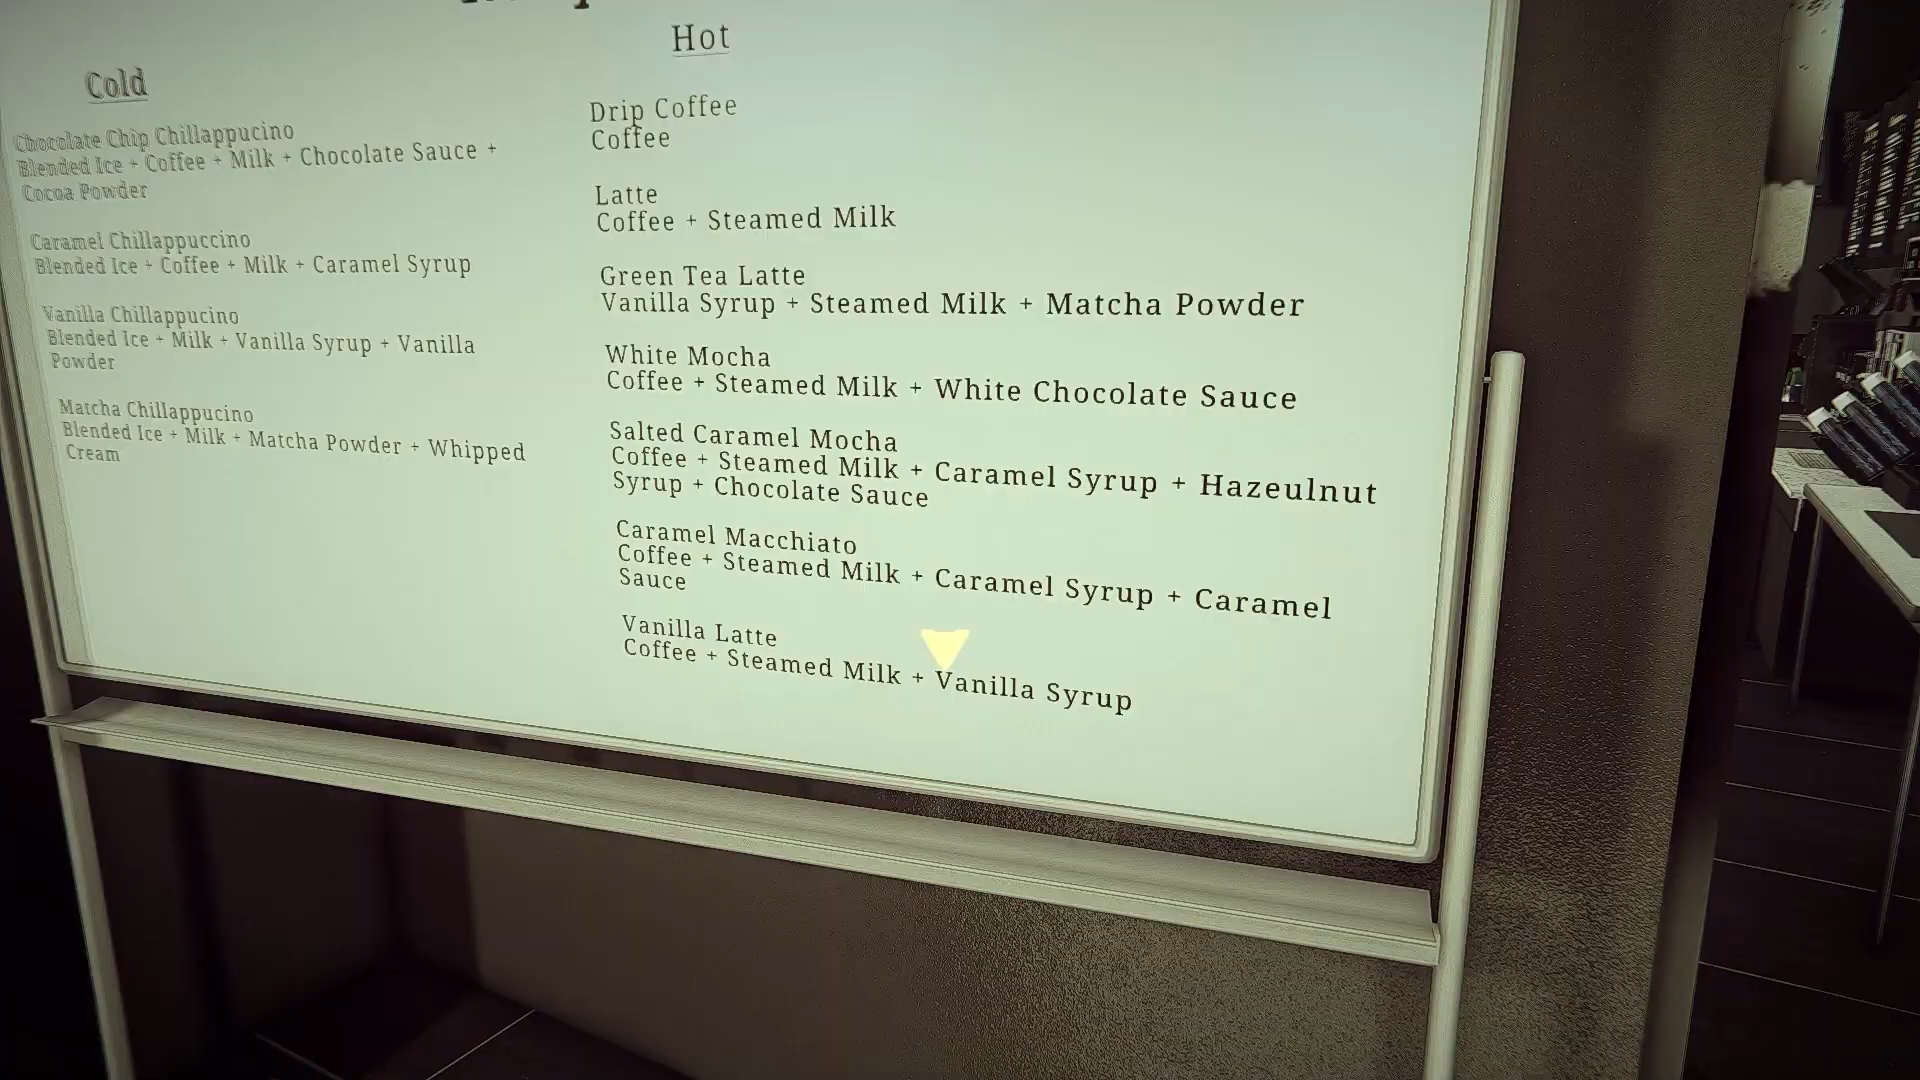 Cold
Chocolate Chip Chillappucino
Blended Ice + Coffee + Milk + Chocolate Sauce +
Cocoa Powder
Caramel Chillappuccino
Blended Ice + Coffee + Milk + Caramel Syrup
Vanilla Chillappucino
Blended Ice + Milk + Vanilla Syrup + Vanilla
Powder
Matcha Chillappucino
Blended Ice + Milk + Matcha Powder + Whipped
Cream
Hot
Drip Coffee
Coffee
Latte
Coffee + Steamed Milk
Green Tea Latte
Vanilla Syrup + Steamed Milk + Matcha Powder
White Mocha
Coffee + Steamed Milk + White Chocolate Sauce
Salted Caramel Mocha
Coffee + Steamed Milk + Caramel Syrup + Hazeulnut
Syrup + Chocolate Sauce
Caramel Macchiato
Coffee + Steamed Milk + Caramel Syrup + Caramel
Sauce
Vanilla Latte
Coffee + Steamed Milk + Vanilla Syrup